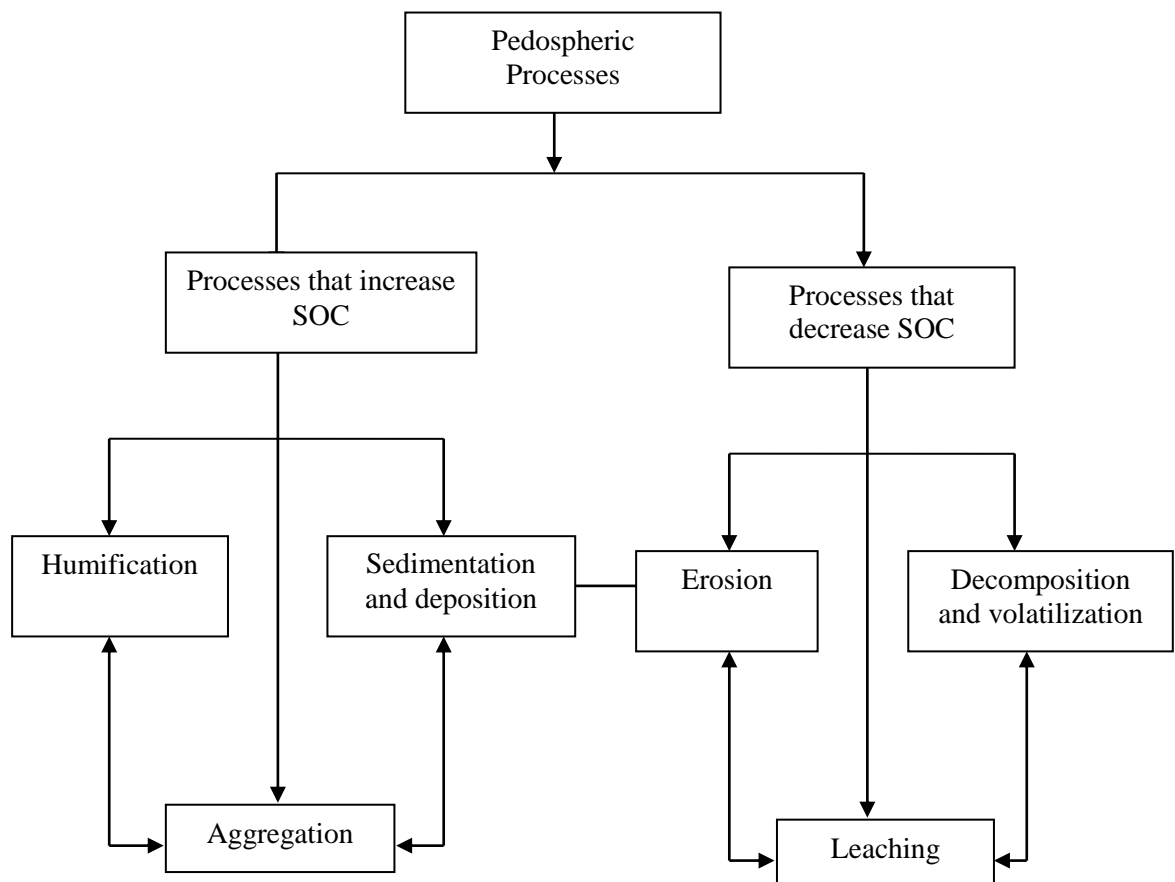 Pedospheric
Processes
Processes that increase
SOC
Processes that
decrease SOC
Humification
Sedimentation
and deposition
Erosion
Decomposition
and volatilization
Aggregation
Leaching